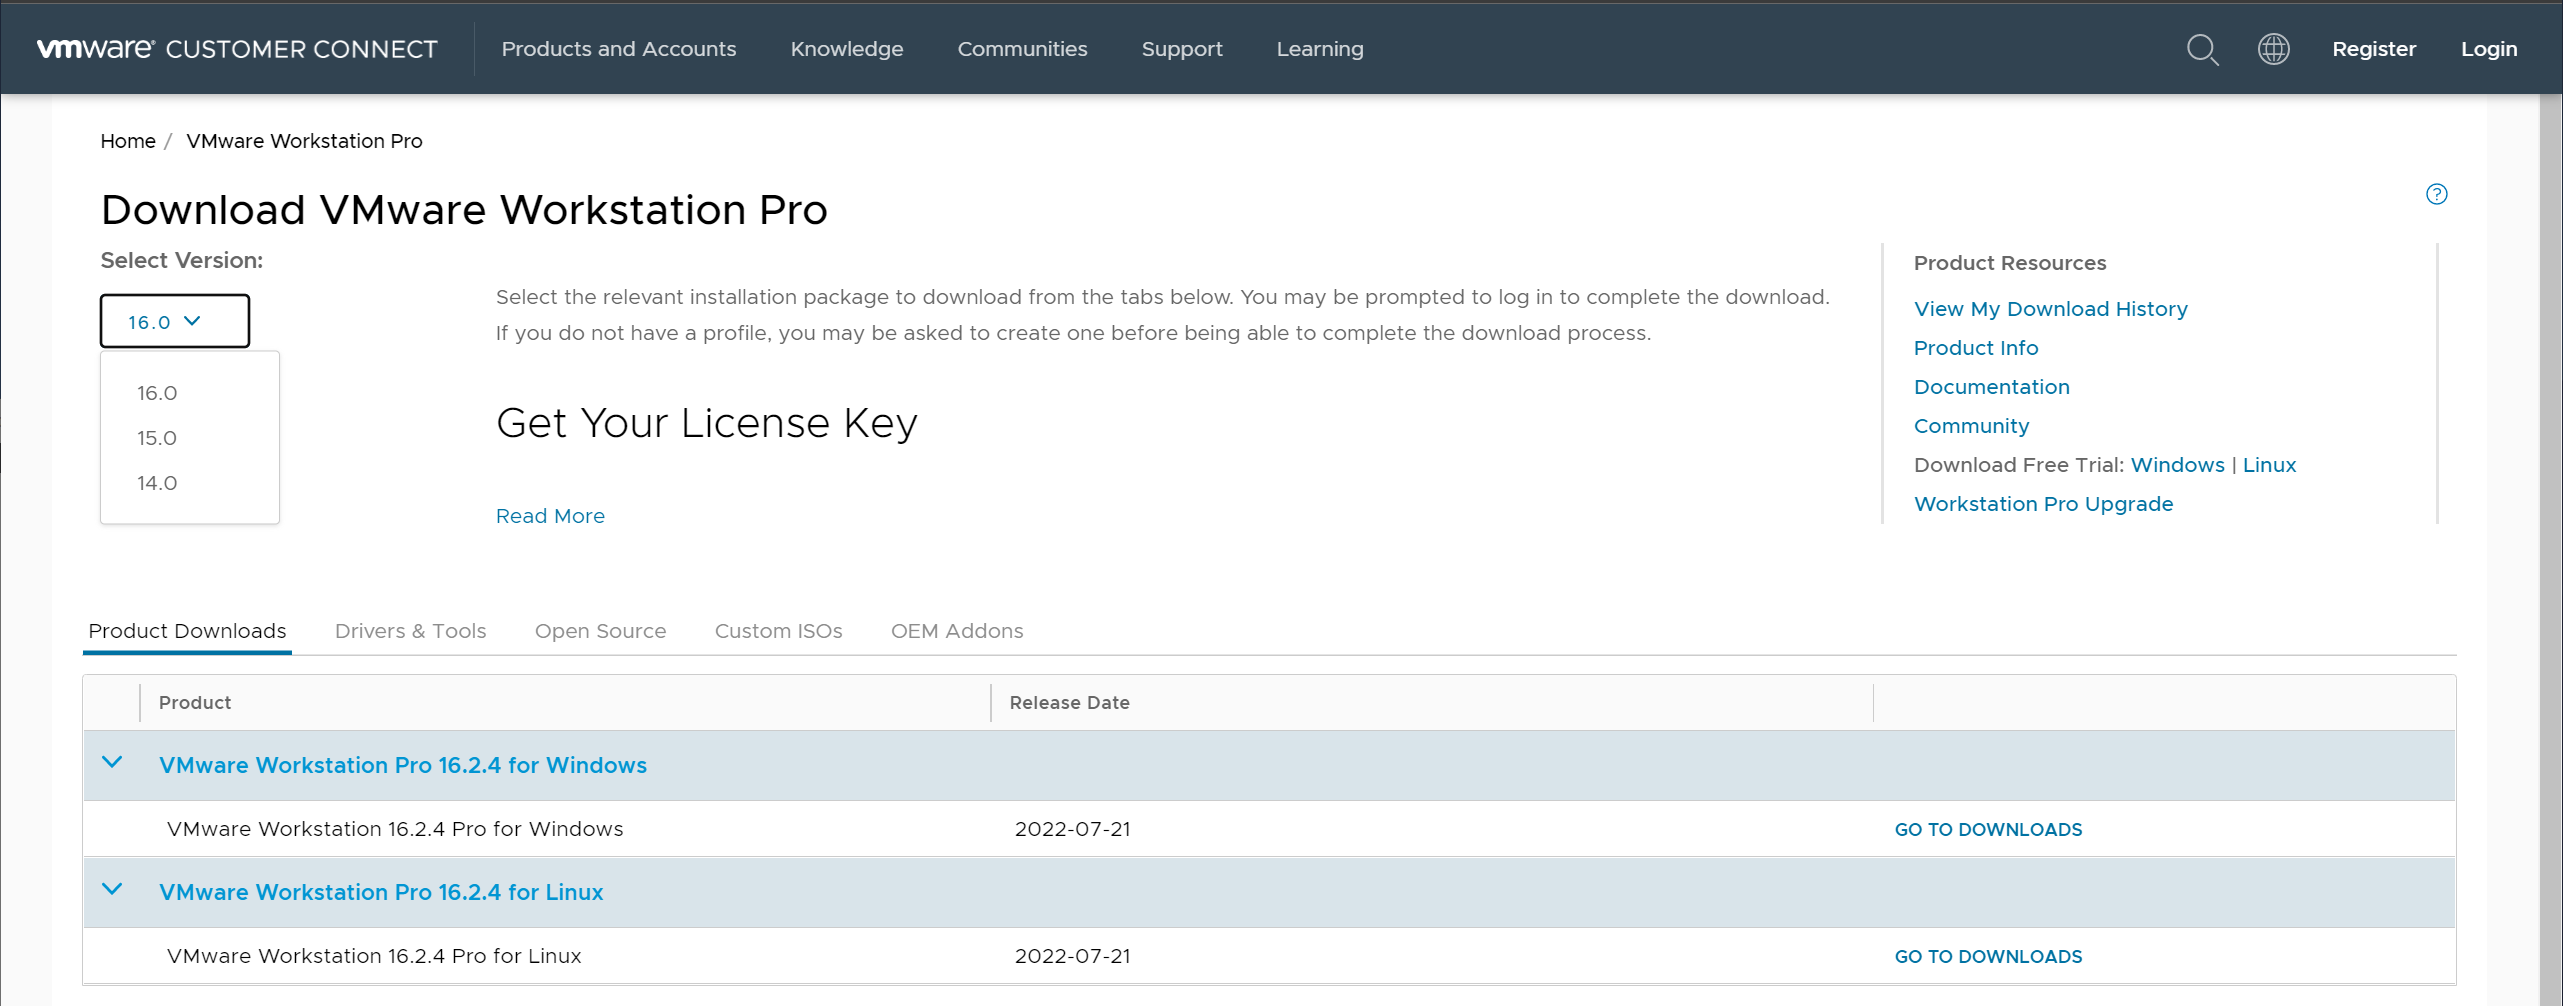 vmware® CUSTOMER CONNECT Products and Accounts Knowledge Communities Support Learning Register Login
Home / VMware Workstation Pro
Download VMware Workstation Pro
Select Version:
16.0
16.0
15.0
14.0
Select the relevant installation package to download from the tabs below. You may be prompted to log in to complete the download.
If you do not have a profile, you may be asked to create one before being able to complete the download process.
Get Your License Key
Read More
?
Product Resources
View My Download History
Product Info
Documentation
Community
Download Free Trial: Windows | Linux
Workstation Pro Upgrade
Product Downloads Drivers & Tools Open Source Custom ISOs OEM Addons
Product Release Date
VMware Workstation Pro 16.2.4 for Windows
VMware Workstation 16.2.4 Pro for Windows 2022-07-21 GO TO DOWNLOADS
VMware Workstation Pro 16.2.4 for Linux
VMware Workstation 16.2.4 Pro for Linux 2022-07-21 GO TO DOWNLOADS